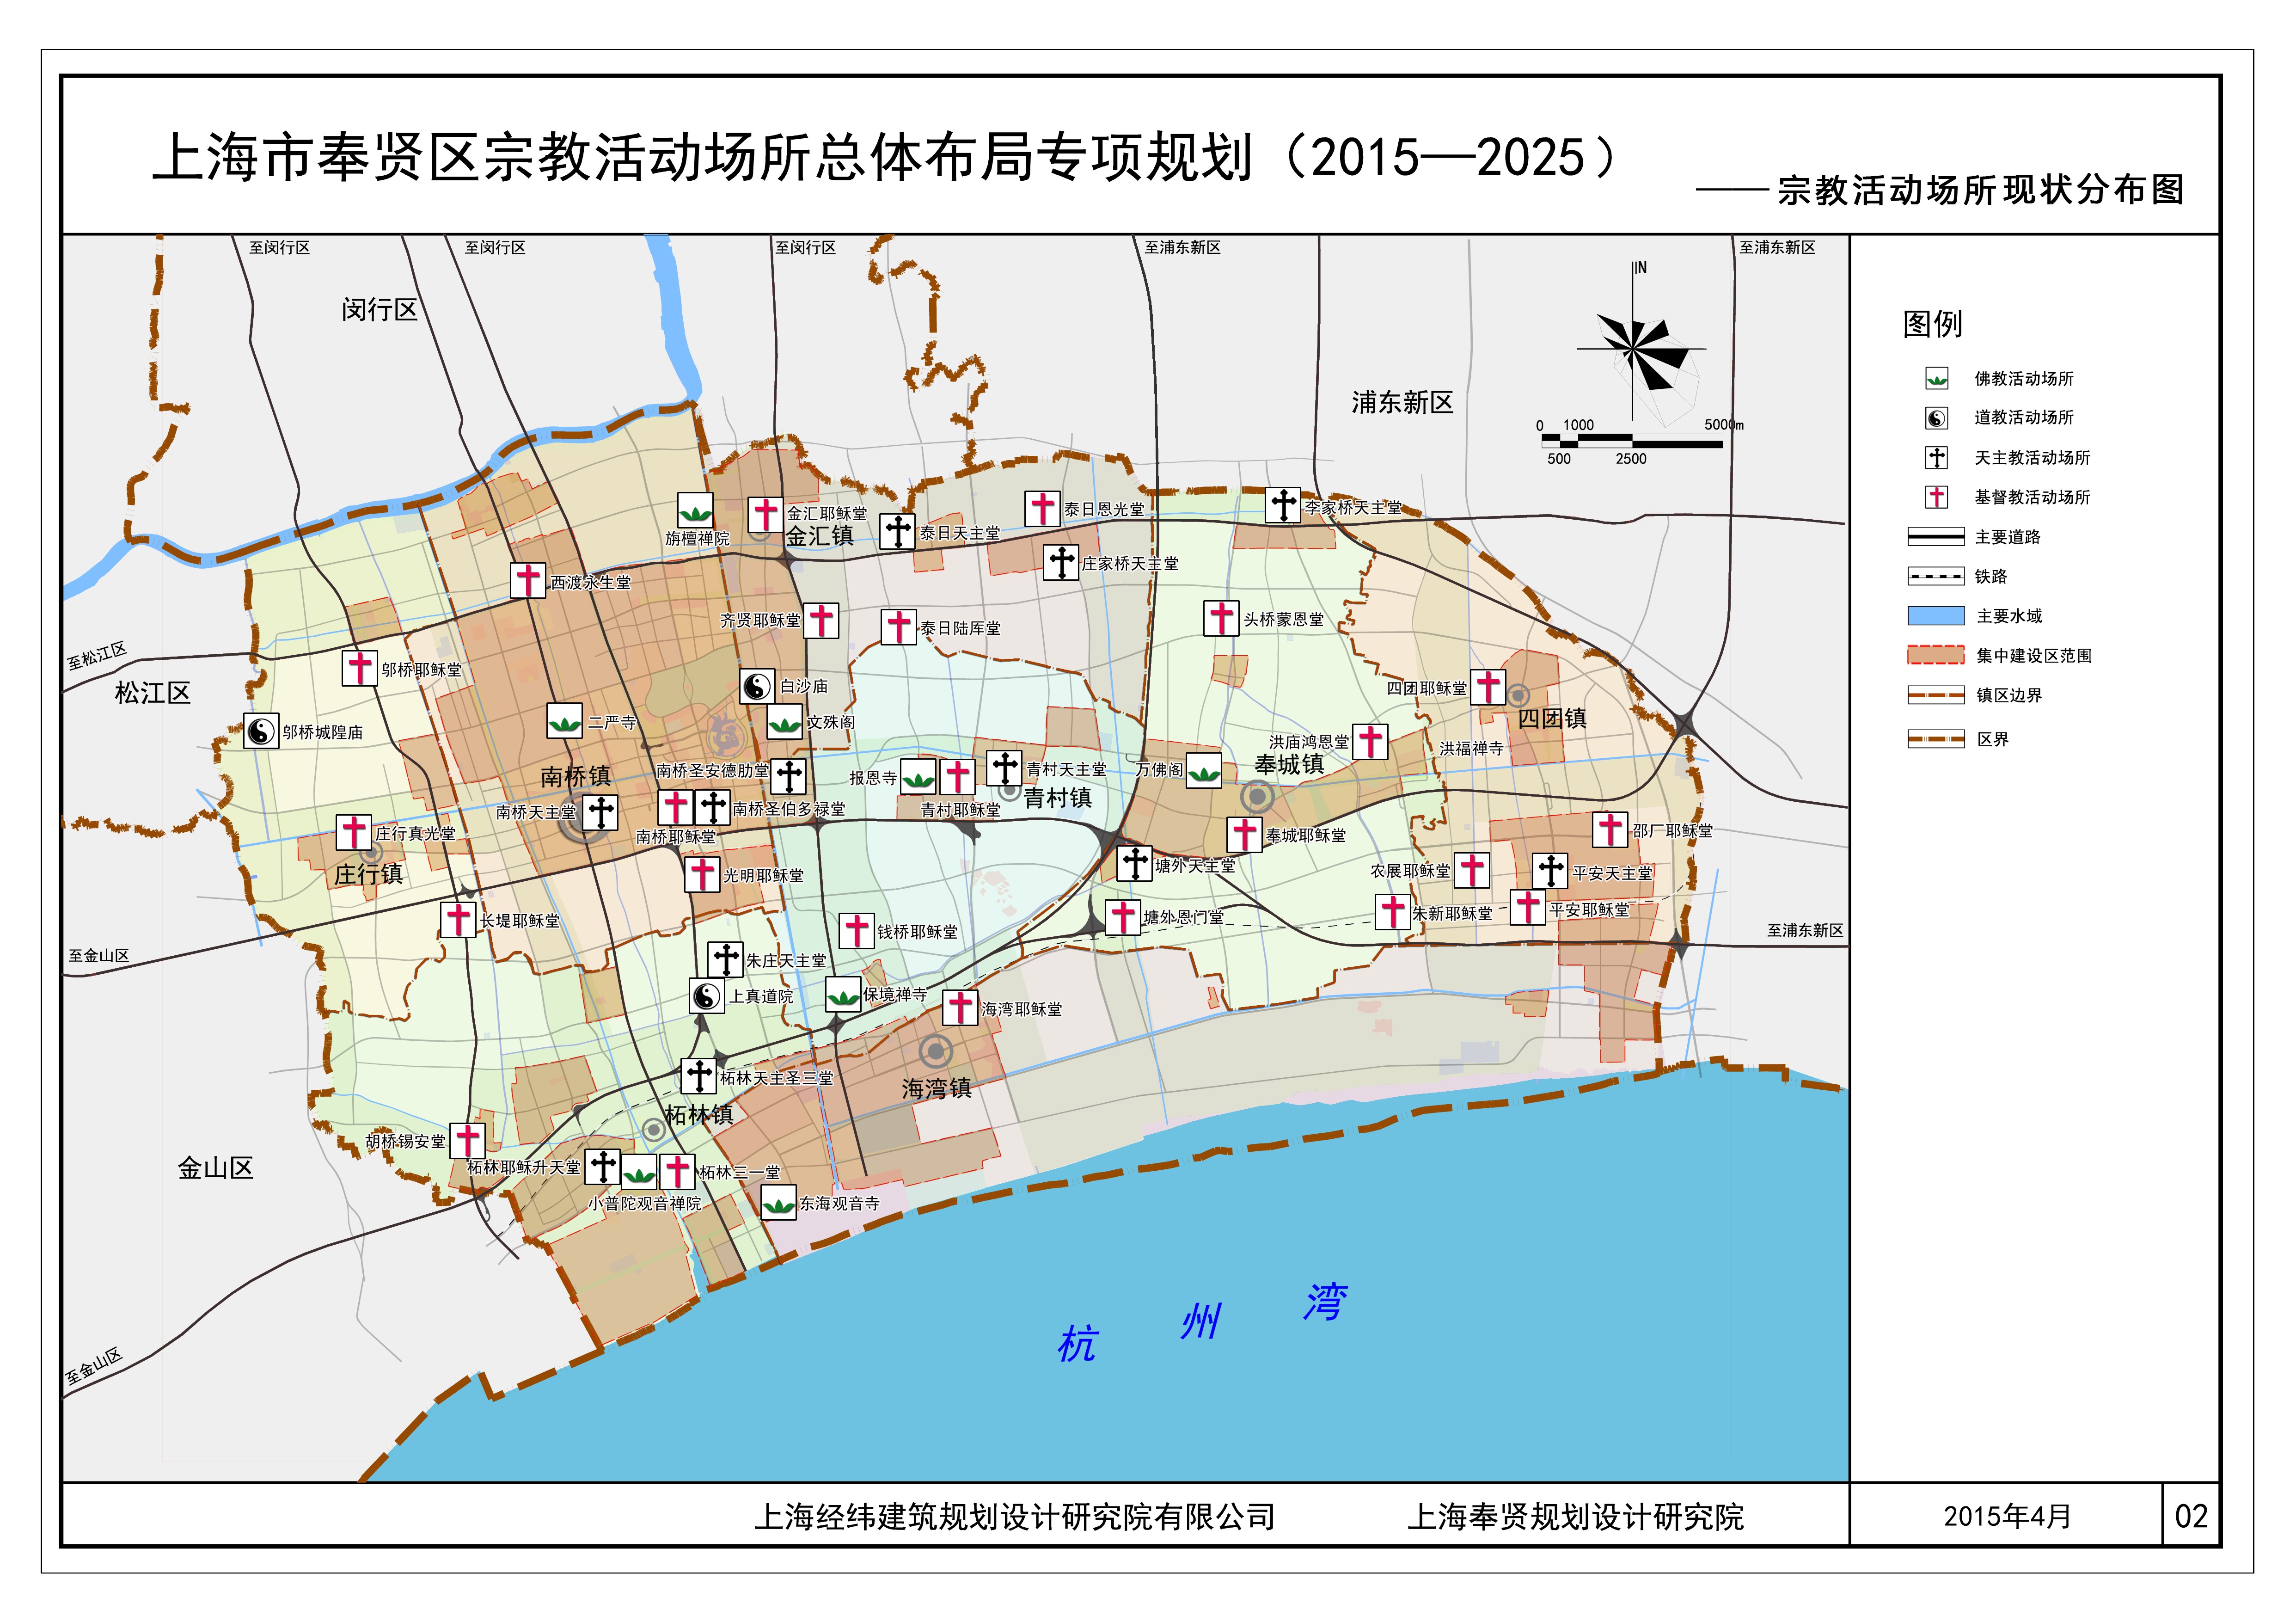 上海市奉贤区宗教活动场所总体布局专项规划（2015—2025）
——宗教活动场所现状分布图
至闵行区
至闵行区
至闵行区
至浦东新区
至浦东新区
闵行区
浦东新区
N
0 1000 5000m
500 2500
图例
佛教活动场所
道教活动场所
天主教活动场所
基督教活动场所
主要道路
铁路
主要水域
集中建设区范围
镇区边界
区界
旃檀禅院
金汇耶稣堂
金汇镇
泰日天主堂
泰日恩光堂
李家桥天主堂
庄家桥天主堂
西渡永生堂
齐贤耶稣堂
泰日陆厍堂
头桥蒙恩堂
至松江区
松江区
邬桥耶稣堂
白沙庙
四团耶稣堂
四团镇
邬桥城隍庙
二严寺
文殊阁
洪庙鸿恩堂
洪福禅寺
南桥镇
南桥圣安德肋堂
报恩寺
青村天主堂
万佛阁
奉城镇
青村镇
南桥天主堂
南桥圣伯多禄堂
青村耶稣堂
南桥耶稣堂
庄行真光堂
奉城耶稣堂
邵厂耶稣堂
庄行镇
光明耶稣堂
塘外天主堂
农展耶稣堂
平安天主堂
长堤耶稣堂
钱桥耶稣堂
塘外恩门堂
朱新耶稣堂
平安耶稣堂
至浦东新区
至金山区
朱庄天主堂
上真道院
保境禅寺
海湾耶稣堂
柘林天主圣三堂
海湾镇
柘林镇
胡桥锡安堂
金山区
柘林耶稣升天堂
柘林三一堂
小普陀观音禅院
东海观音寺
至金山区
杭州湾
上海经纬建筑规划设计研究院有限公司
上海奉贤规划设计研究院
2015年4月
02